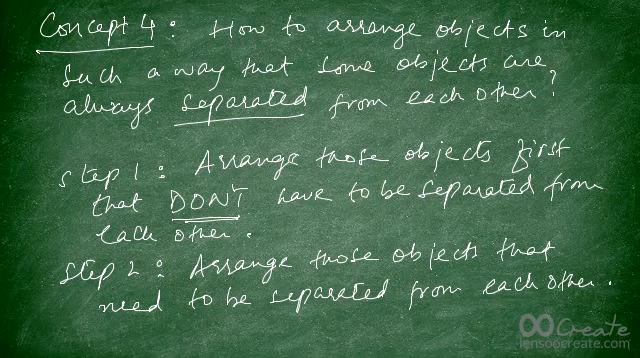 Concept 4: How to arrange objects in
such a way that some objects are
always separated from each other?
Step 1: Arrange those objects first
that DON'T have to be separated from
each other.
Step 2: Arrange those objects that
need to be separated from each other.
Create
lensoocreate.com